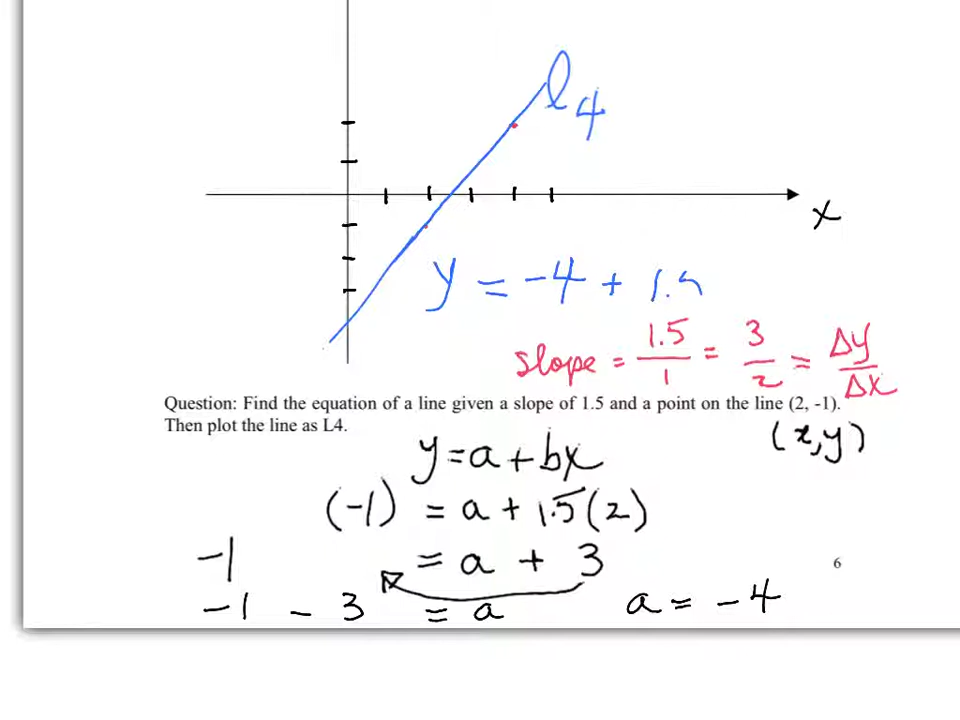 l4
x
y = -4 + 1.5
slope = 1.5/1 = 3/2 = Δy/Δx
Question: Find the equation of a line given a slope of 1.5 and a point on the line (2, -1).
Then plot the line as L4.
(x,y)
y=a+bx
(-1) = a + 1.5(2)
-1 = a + 3
6
-1 - 3 = a a = -4